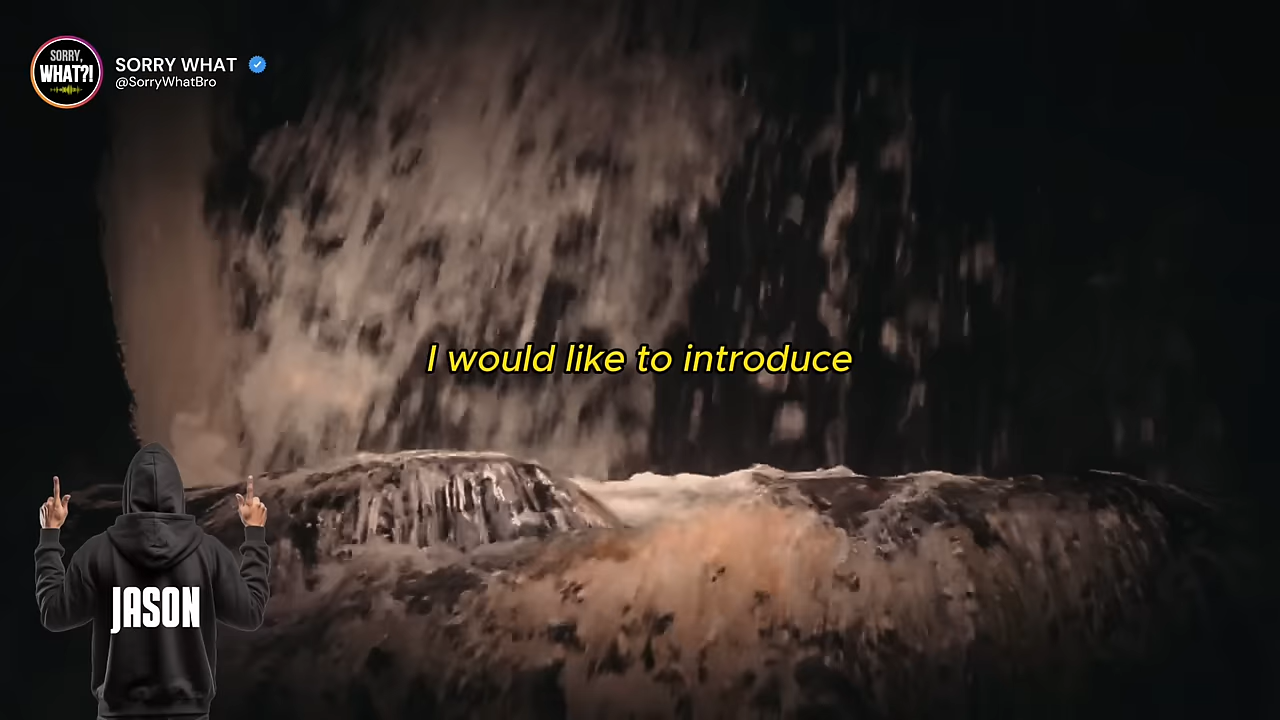 SORRY,
WHAT?!
SORRY WHAT
@SorryWhatBro
I would like to introduce
JASON